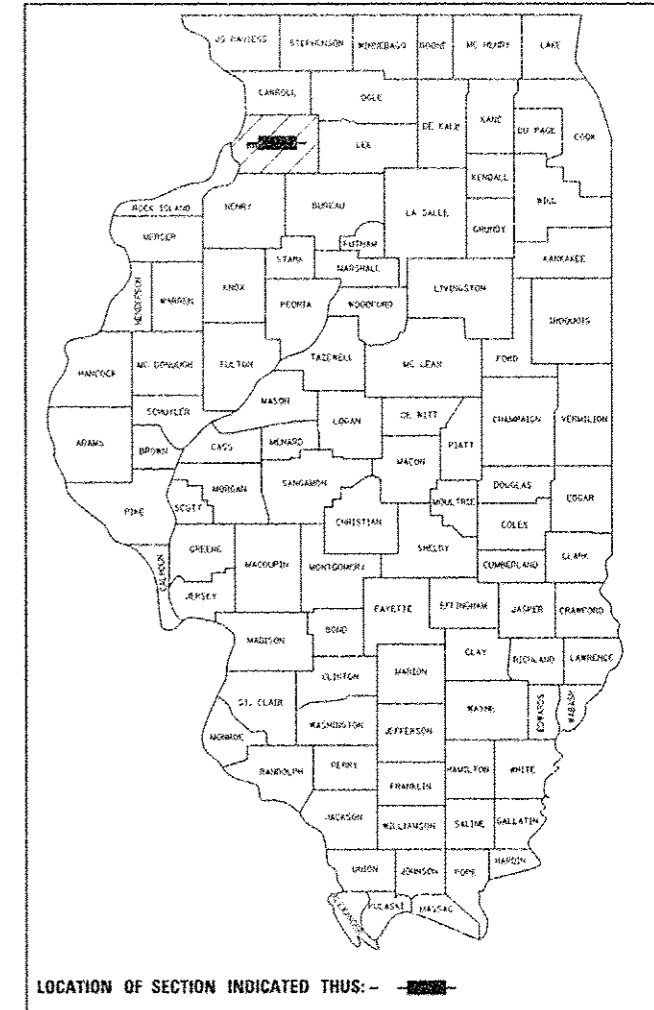 JO DAVIESS STEPHENSON WINNEBAGO BOONE MC HENRY LAKE
CARROLL OGLE DE KALB KANE DU PAGE COOK
LEE KENDALL WILL
ROCK ISLAND HENRY BUREAU LA SALLE GRUNDY
MERCER PUTNAM KANKAKEE
STARK MARSHALL
HENDERSON WARREN KNOX PEORIA WOODFORD LIVINGSTON IROQUOIS
HANCOCK MC DONOUGH FULTON TAZEWELL MC LEAN FORD
MASON
SCHUYLER LOGAN DE WITT CHAMPAIGN VERMILION
ADAMS BROWN CASS MENARD PIATT
MACON
MORGAN SANGAMON DOUGLAS
PIKE SCOTT MOULTRIE EDGAR
CHRISTIAN COLES
GREENE SHELBY
CALHOUN MACOUPIN MONTGOMERY CUMBERLAND CLARK
JERSEY FAYETTE EFFINGHAM JASPER CRAWFORD
MADISON BOND
CLAY RICHLAND LAWRENCE
CLINTON MARION
ST. CLAIR WAYNE EDWARDS WABASH
WASHINGTON JEFFERSON
MONROE
RANDOLPH PERRY HAMILTON WHITE
FRANKLIN
JACKSON WILLIAMSON SALINE GALLATIN
UNION JOHNSON POPE HARDIN
ALEXANDER PULASKI MASSAC
LOCATION OF SECTION INDICATED THUS:-